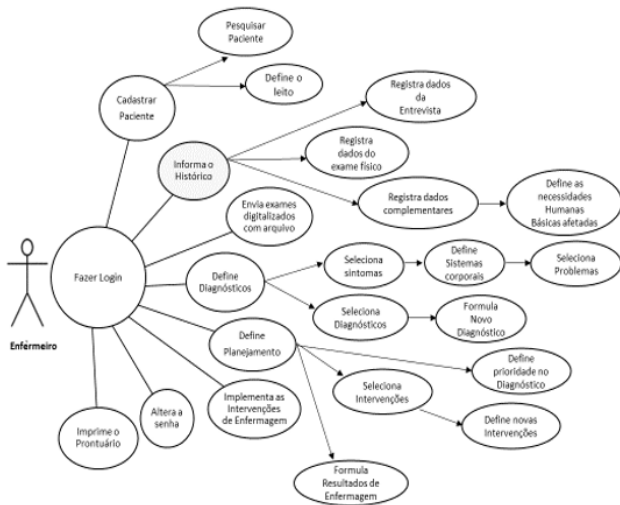 Pesquisar
Paciente
Define o
leito
Cadastrar
Paciente
Registra dados
da
Entrevista
Informa o
Histórico
Registra
dados do
exame físico
Registra dados
complementares
Define as
necessidades
Humanas
Básicas afetadas
Envia exames
digitalizados
com arquivo
Fazer Login
Enfermeiro
Define
Diagnósticos
Seleciona
sintomas
Define
Sistemas
corporais
Seleciona
Problemas
Seleciona
Diagnósticos
Formula
Novo
Diagnóstico
Define
Planejamento
Define
prioridade no
Diagnóstico
Seleciona
Intervenções
Define novas
Intervenções
Implementa as
Intervenções
de Enfermagem
Altera a
senha
Imprime o
Prontuário
Formula
Resultados de
Enfermagem